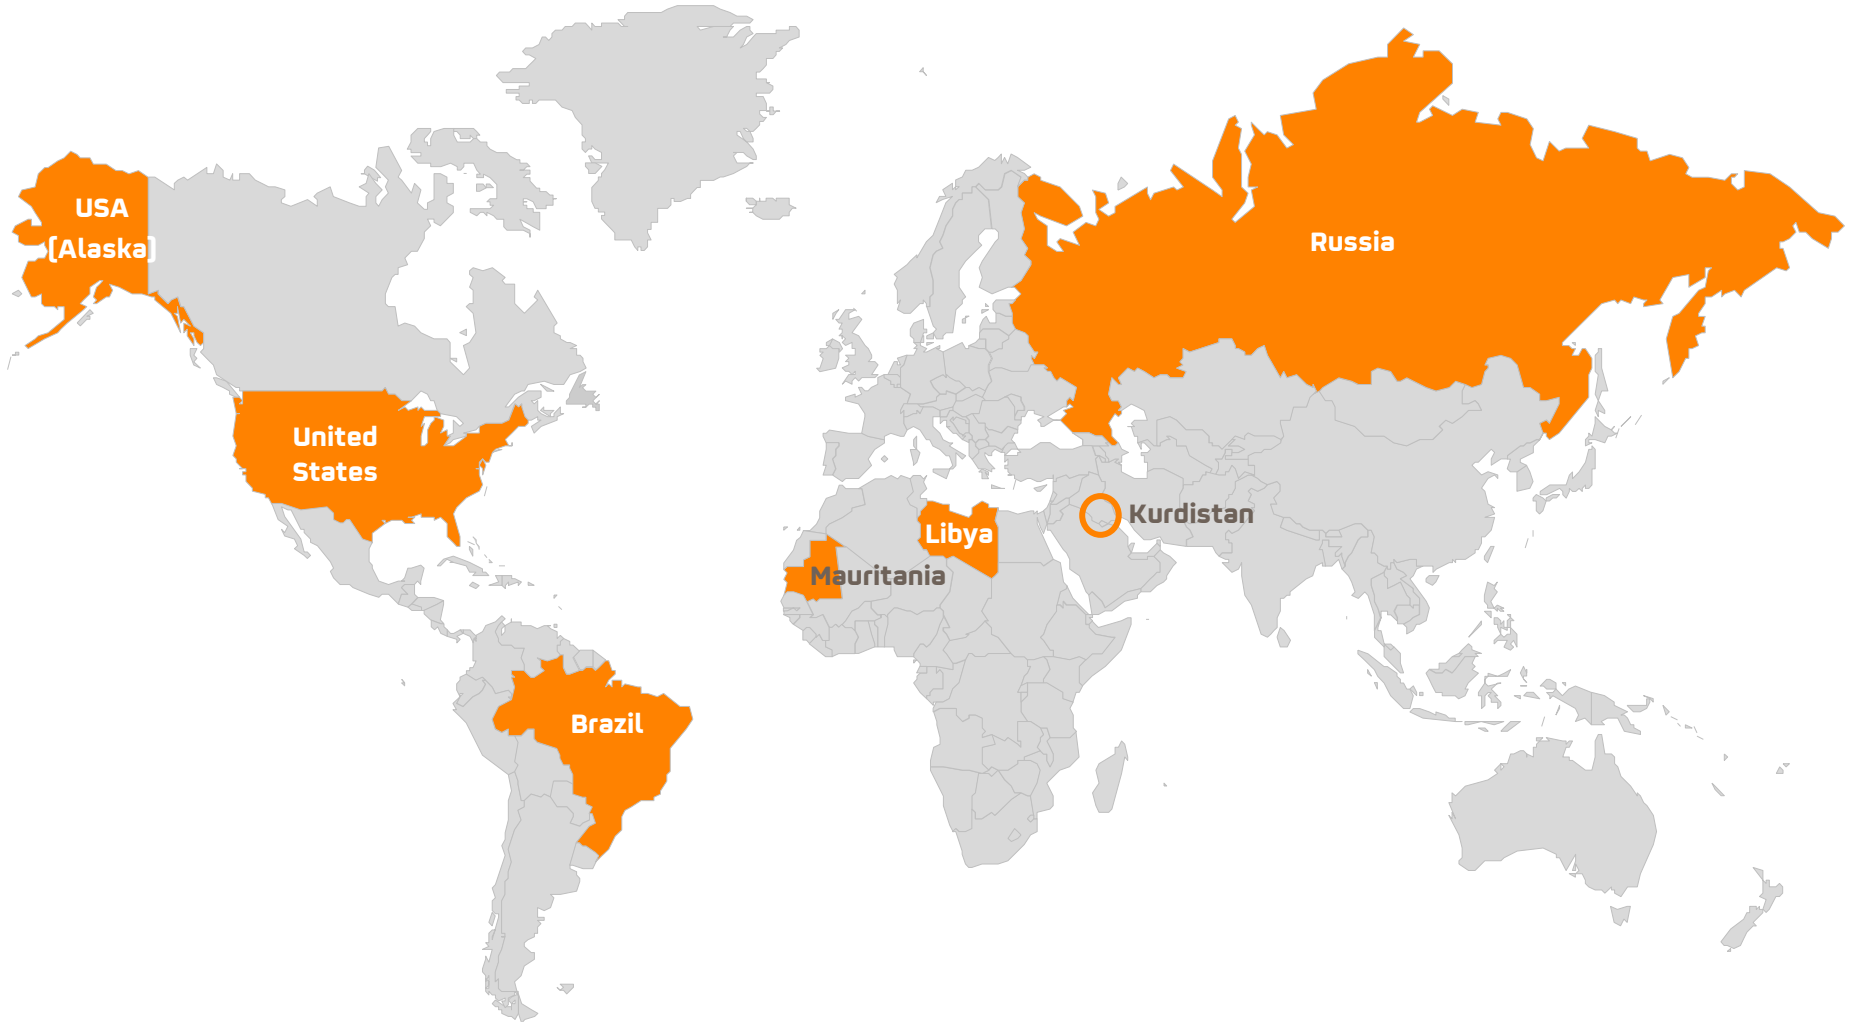 USA
(Alaska)
Russia
United
States
Kurdistan
Libya
Mauritania
Brazil